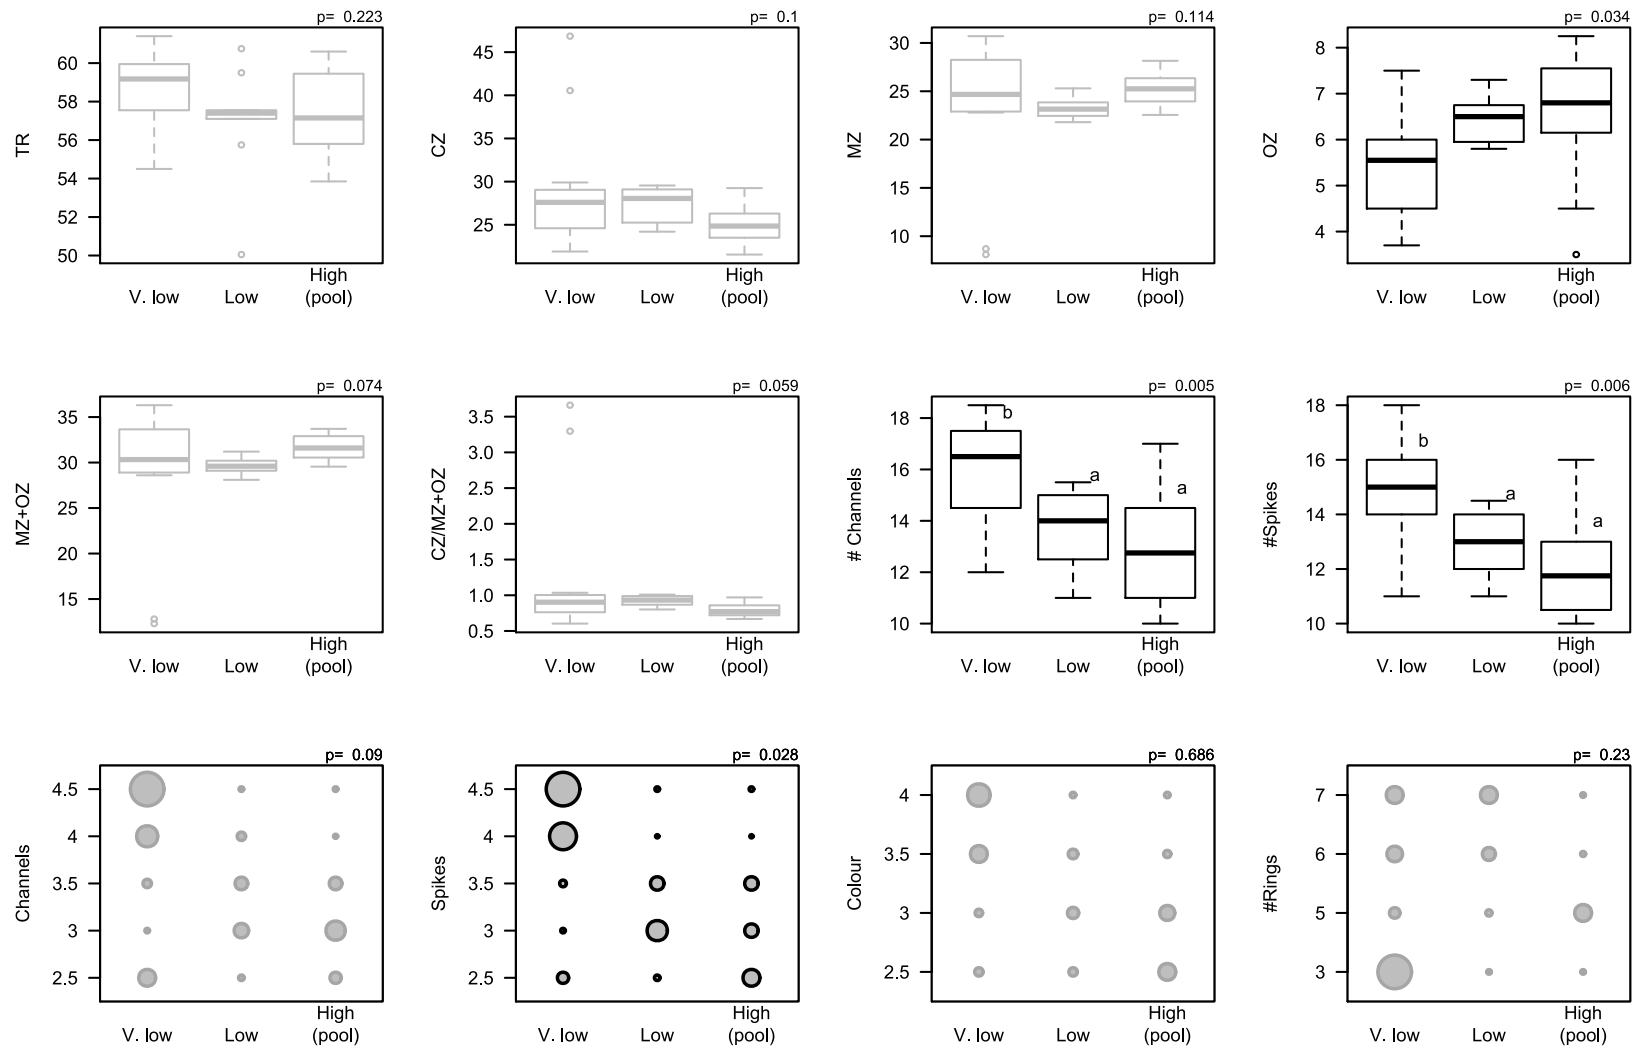 p= 0.223
TR
60
58
56
54
52
50
V. low
Low
High
(pool)
p= 0.1
CZ
45
40
35
30
25
V. low
Low
High
(pool)
p= 0.114
MZ
30
25
20
15
10
V. low
Low
High
(pool)
p= 0.034
OZ
8
7
6
5
4
V. low
Low
High
(pool)
p= 0.074
MZ+OZ
35
30
25
20
15
V. low
Low
High
(pool)
p= 0.059
CZ/MZ+OZ
3.5
3.0
2.5
2.0
1.5
1.0
0.5
V. low
Low
High
(pool)
p= 0.005
# Channels
18
16
14
12
10
b
a
a
V. low
Low
High
(pool)
p= 0.006
#Spikes
18
16
14
12
10
b
a
a
V. low
Low
High
(pool)
p= 0.09
Channels
4.5
4
3.5
3
2.5
V. low
Low
High
(pool)
p= 0.028
Spikes
4.5
4
3.5
3
2.5
V. low
Low
High
(pool)
p= 0.686
Colour
4
3.5
3
2.5
V. low
Low
High
(pool)
p= 0.23
#Rings
7
6
5
3
V. low
Low
High
(pool)